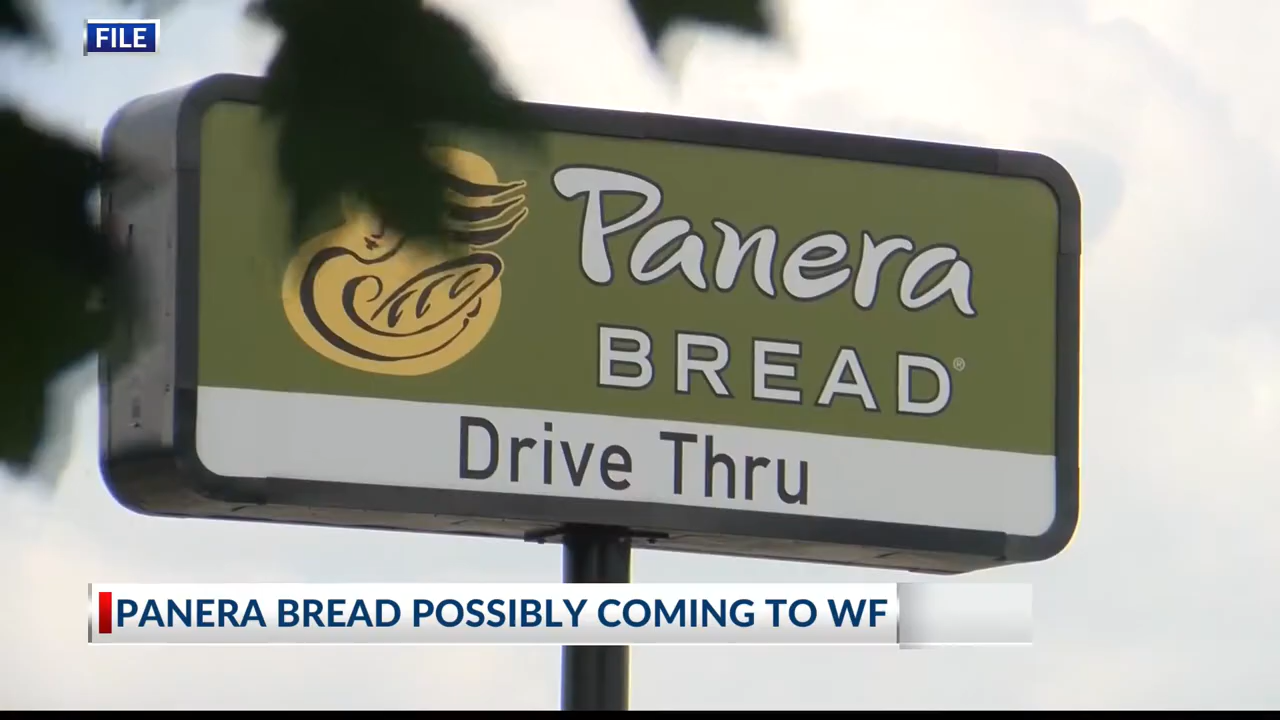 FILE
Panera
BREAD®
Drive Thru
PANERA BREAD POSSIBLY COMING TO WF